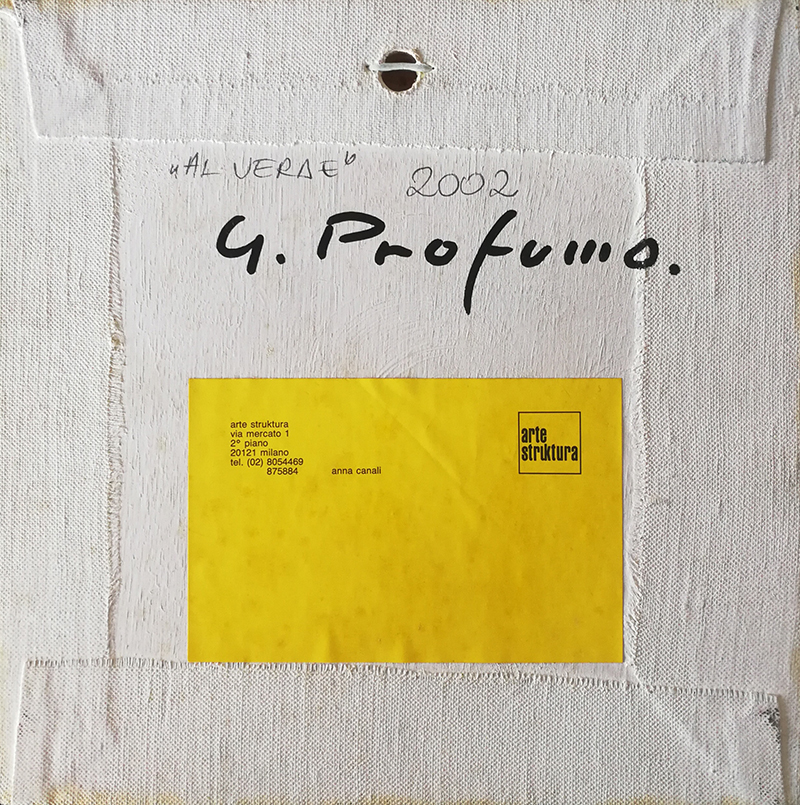 "AL VERDE" 2002
G. Profumo.
arte struktura
via mercato 1
2° piano
20121 milano
tel. (02) 8054469
875884 anna canali
arte
struktura